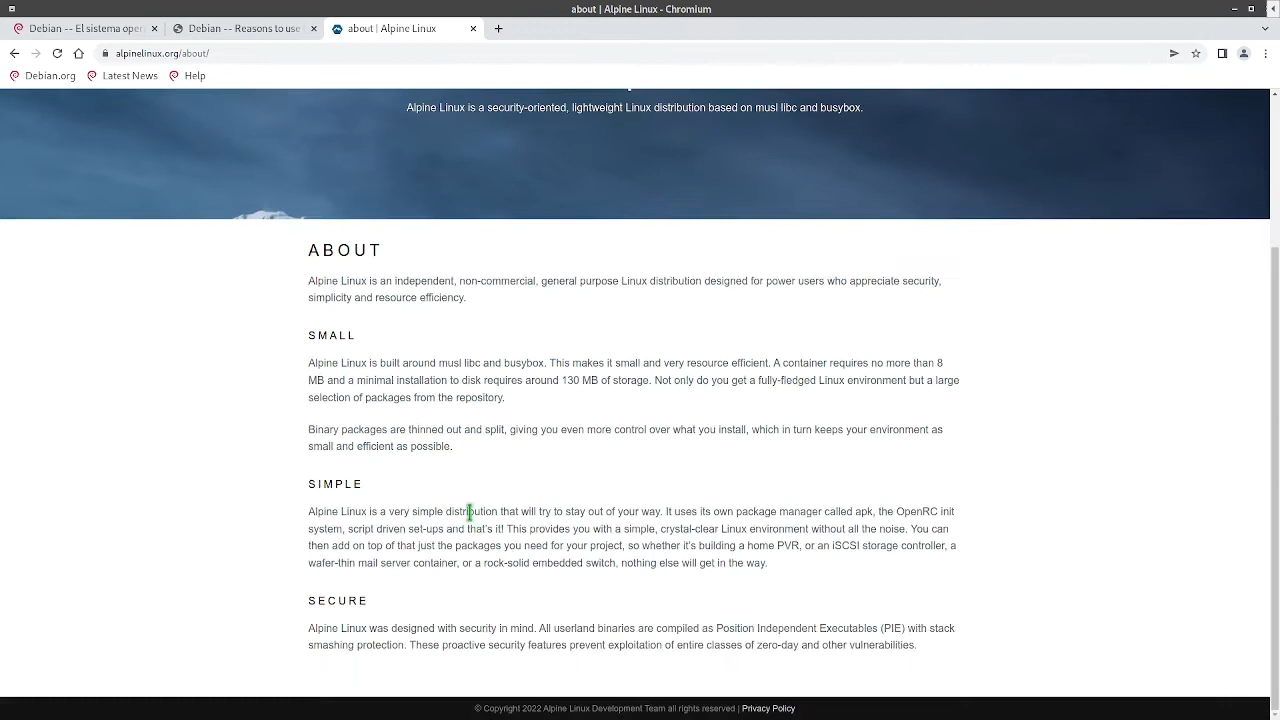 about | Alpine Linux - Chromium
Debian -- El sistema oper
Debian -- Reasons to use
about | Alpine Linux
alpinelinux.org/about/
Debian.org
Latest News
Help
Alpine Linux is a security-oriented, lightweight Linux distribution based on musl libc and busybox.
ABOUT
Alpine Linux is an independent, non-commercial, general purpose Linux distribution designed for power users who appreciate security,
simplicity and resource efficiency.
SMALL
Alpine Linux is built around musl libc and busybox. This makes it small and very resource efficient. A container requires no more than 8
MB and a minimal installation to disk requires around 130 MB of storage. Not only do you get a fully-fledged Linux environment but a large
selection of packages from the repository.
Binary packages are thinned out and split, giving you even more control over what you install, which in turn keeps your environment as
small and efficient as possible.
SIMPLE
Alpine Linux is a very simple distribution that will try to stay out of your way. It uses its own package manager called apk, the OpenRC init
system, script driven set-ups and that's it! This provides you with a simple, crystal-clear Linux environment without all the noise. You can
then add on top of that just the packages you need for your project, so whether it's building a home PVR, or an iSCSI storage controller, a
wafer-thin mail server container, or a rock-solid embedded switch, nothing else will get in the way.
SECURE
Alpine Linux was designed with security in mind. All userland binaries are compiled as Position Independent Executables (PIE) with stack
smashing protection. These proactive security features prevent exploitation of entire classes of zero-day and other vulnerabilities.
© Copyright 2022 Alpine Linux Development Team all rights reserved | Privacy Policy